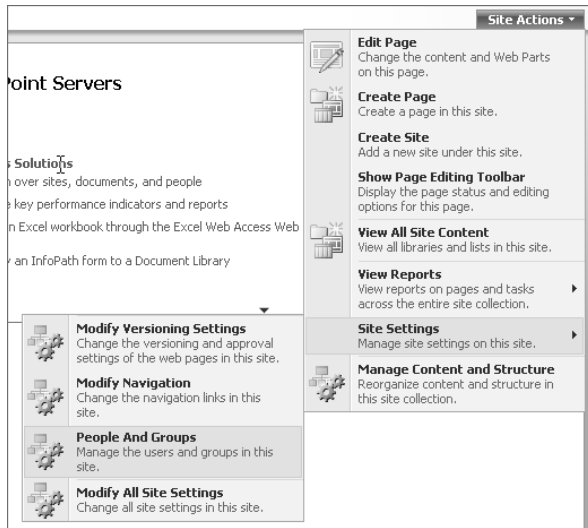 Site Actions
Edit Page
Change the content and Web Parts
on this page.
Create Page
Create a page in this site.
Create Site
Add a new site under this site.
Show Page Editing Toolbar
Display the page status and editing
options for this page.
View All Site Content
View all libraries and lists in this site.
View Reports
View reports on pages and tasks
across the entire site collection.
Site Settings
Manage site settings on this site.
Manage Content and Structure
Reorganize content and structure in
this site collection.
Point Servers
s Solutions
n over sites, documents, and people
e key performance indicators and reports
n Excel workbook through the Excel Web Access Web
y an InfoPath form to a Document Library
Modify Versioning Settings
Change the versioning and approval
settings of the web pages in this site.
Modify Navigation
Change the navigation links in this
site.
People And Groups
Manage the users and groups in this
site.
Modify All Site Settings
Change all site settings in this site.